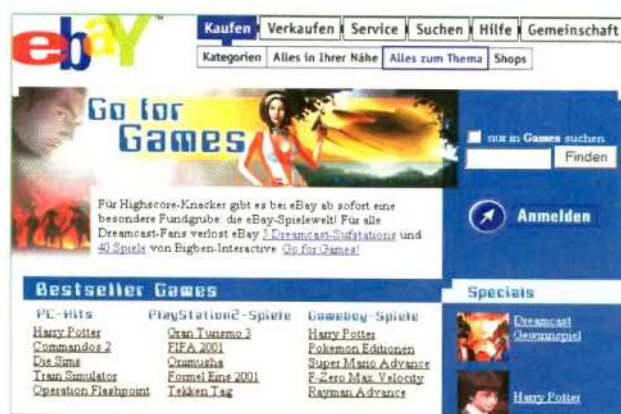 ebaY™
Kaufen Verkaufen Service Suchen Hilfe Gemeinschaft
Kategorien Alles in Ihrer Nähe Alles zum Thema Shops
Go for
Games
nur in Games suchen
Finden
Für Highscore-Knacker gibt es bei eBay ab sofort eine
besondere Fundgrube: die eBay-Spielewelt! Für alle
Dreamcast-Fans verlost eBay 5 Dreamcast-Sufstations und
40 Spiele von Bigben-Interactive. Go for Games!
Anmelden
Bestseller Games
PC-Hits
Harry Potter
Commandos 2
Die Sims
Train Simulator
Operation Flashpoint
PlayStation2-Spiele
Gran Turismo 3
FIFA 2001
Onimusha
Formel Eins 2001
Tekken Tag
Gameboy-Spiele
Harry Potter
Pokemon Editionen
Super Mario Advance
F-Zero Max. Velocity
Rayman Advance
Specials
Dreamcast
Gewinnspiel
Harry Potter